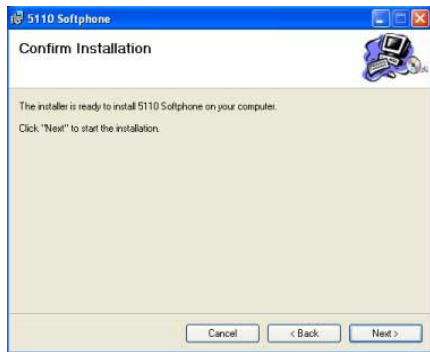 5110 Softphone
Confirm Installation
The installer is ready to install 5110 Softphone on your computer.
Click "Next" to start the installation.
Cancel
< Back
Next >